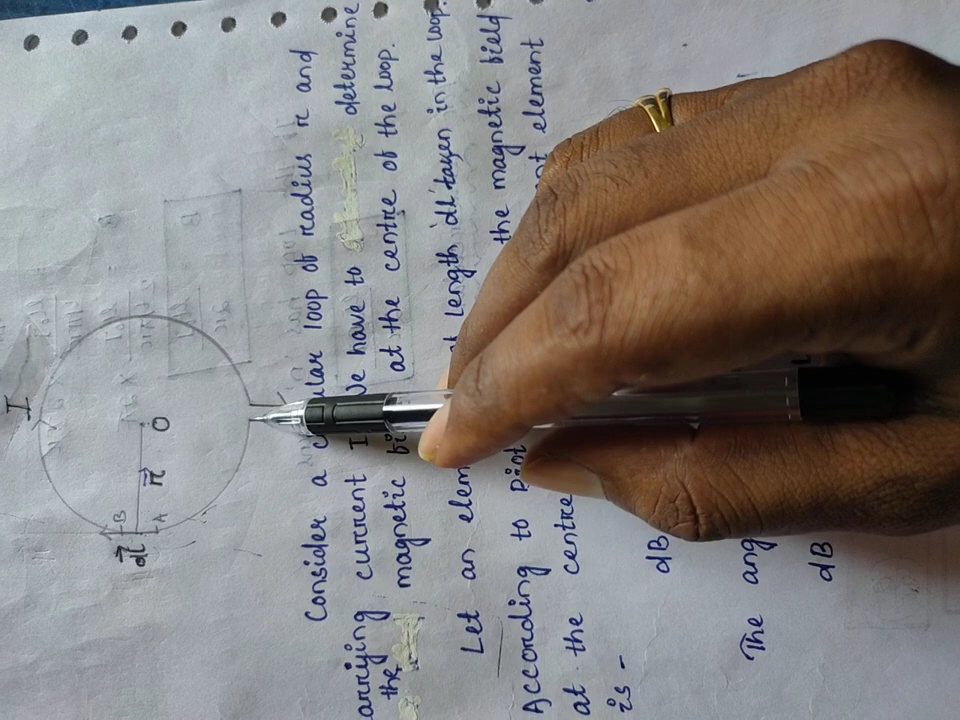 I
dl
B
A
r
O
Consider a circular loop of radius r and
carrying current I. We have to determine
the magnetic field at the centre of the loop.
Let an element of length dl taken in the loop.
According to the magnetic field
at the centre element
is -
dB
The
dB